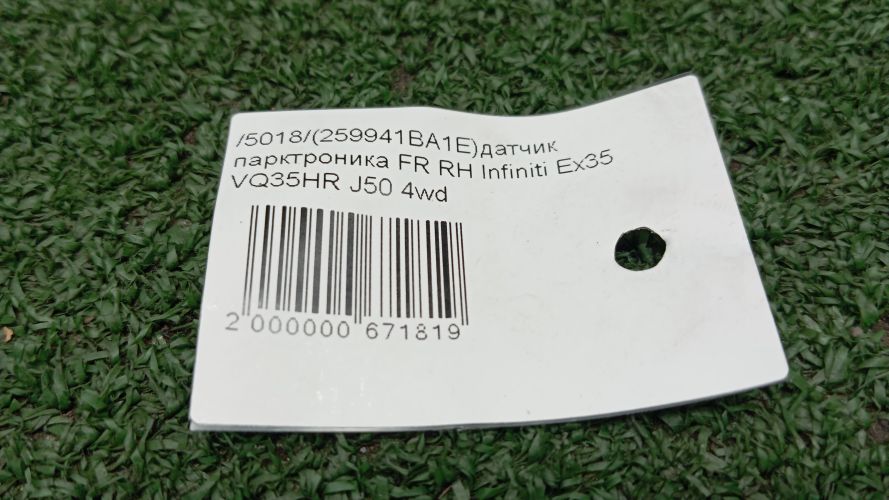 /5018/(259941BA1E)датчик
парктроника FR RH Infiniti Ex35
VQ35HR J50 4wd
2 000000 671819